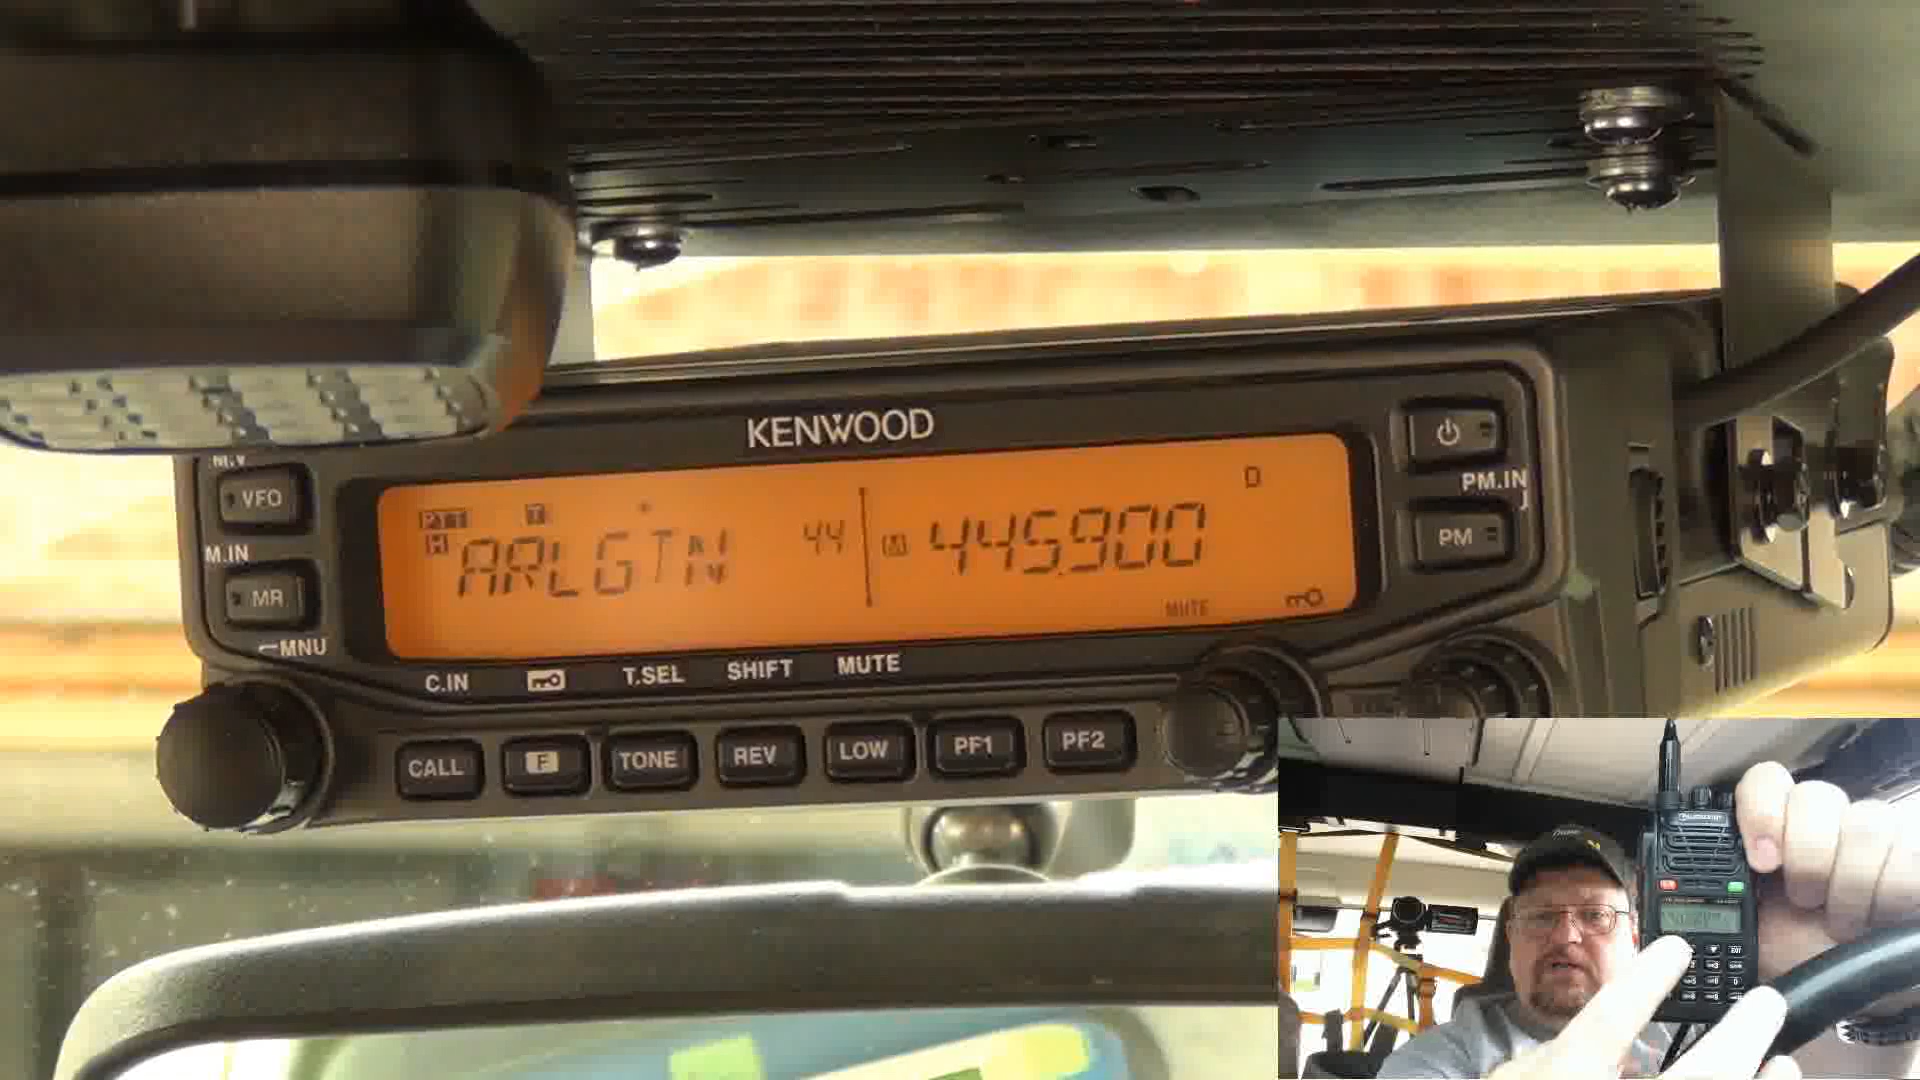 KENWOOD
M.V
VFO
M.IN
MR
MNU
PTT T
H ARLGTN 44
445.900
D
MUTE
PM.IN
PM
C.IN T.SEL SHIFT MUTE
CALL F TONE REV LOW PF1 PF2